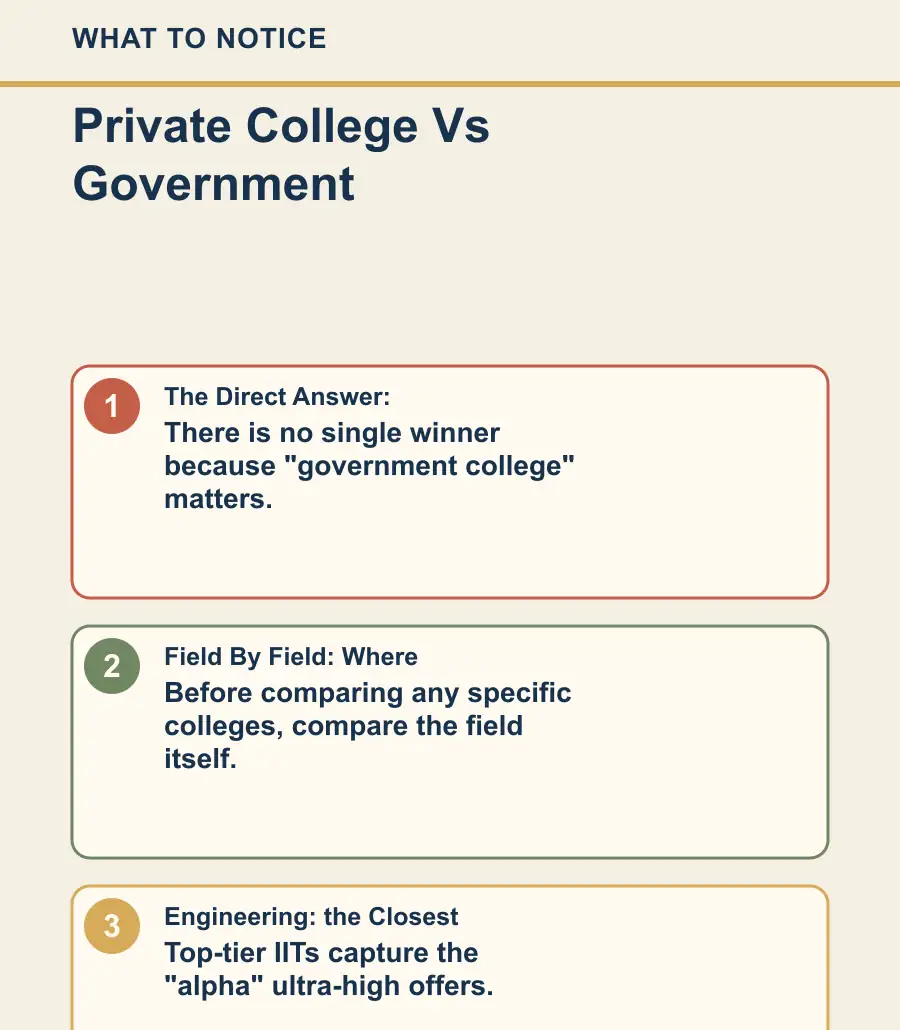 WHAT TO NOTICE
Private College Vs
Government
1
The Direct Answer:
There is no single winner
because "government college"
matters.
2
Field By Field: Where
Before comparing any specific
colleges, compare the field
itself.
3
Engineering: the Closest
Top-tier IITs capture the
"alpha" ultra-high offers.